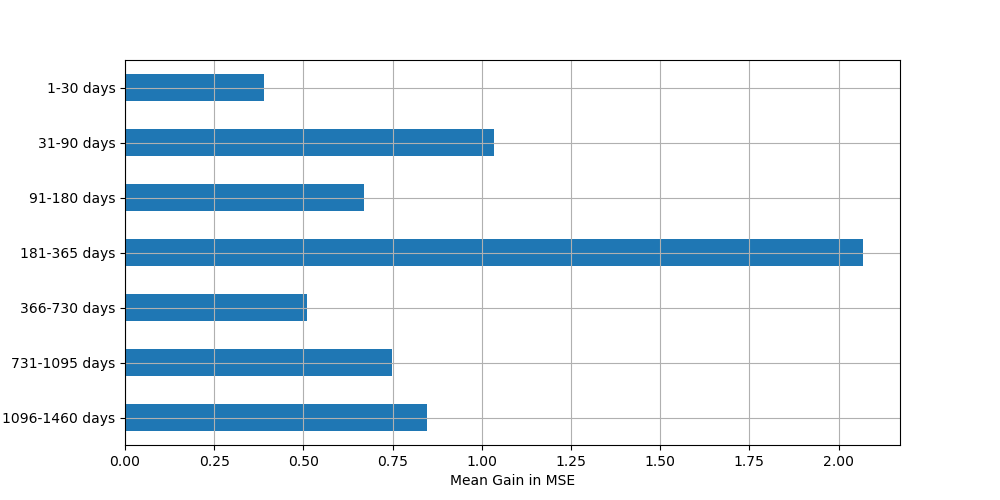 1-30 days
31-90 days
91-180 days
181-365 days
366-730 days
731-1095 days
1096-1460 days
0.00 0.25 0.50 0.75 1.00 1.25 1.50 1.75 2.00
Mean Gain in MSE